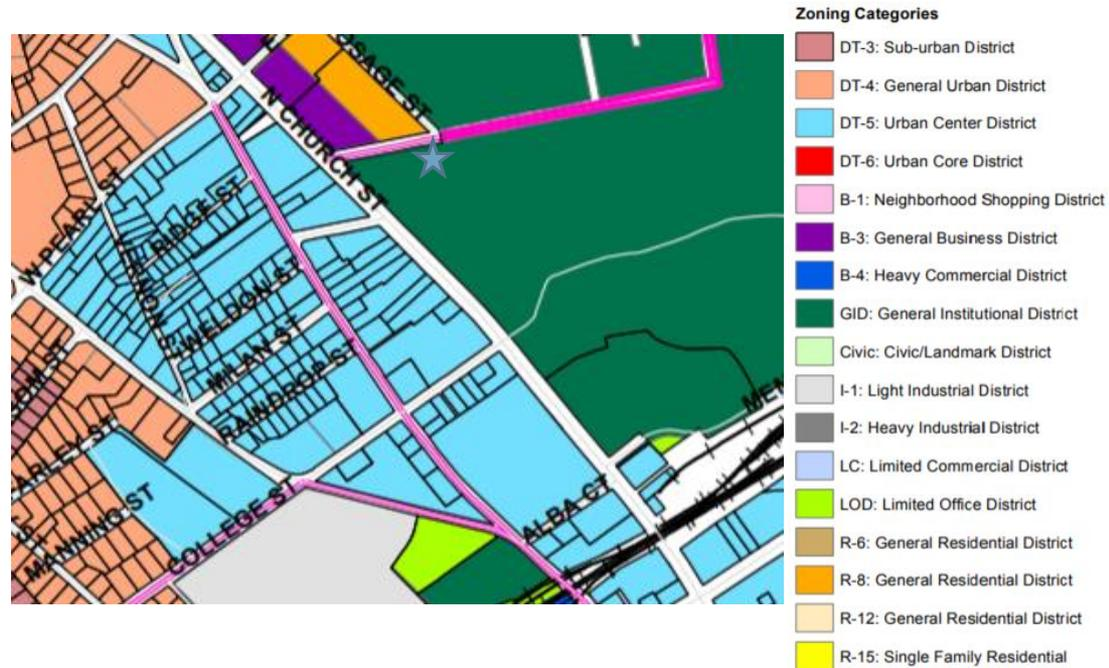 Zoning Categories
DT-3: Sub-urban District
DT-4: General Urban District
DT-5: Urban Center District
DT-6: Urban Core District
B-1: Neighborhood Shopping District
B-3: General Business District
B-4: Heavy Commercial District
GID: General Institutional District
Civic: Civic/Landmark District
I-1: Light Industrial District
I-2: Heavy Industrial District
LC: Limited Commercial District
LOD: Limited Office District
R-6: General Residential District
R-8: General Residential District
R-12: General Residential District
R-15: Single Family Residential
OSAGE ST
N CHURCH ST
W PEARL ST
RIDGE ST
WELDON ST
MILAN ST
RAINDROP ST
MANNING ST
COLLEGE ST
ALBA CT